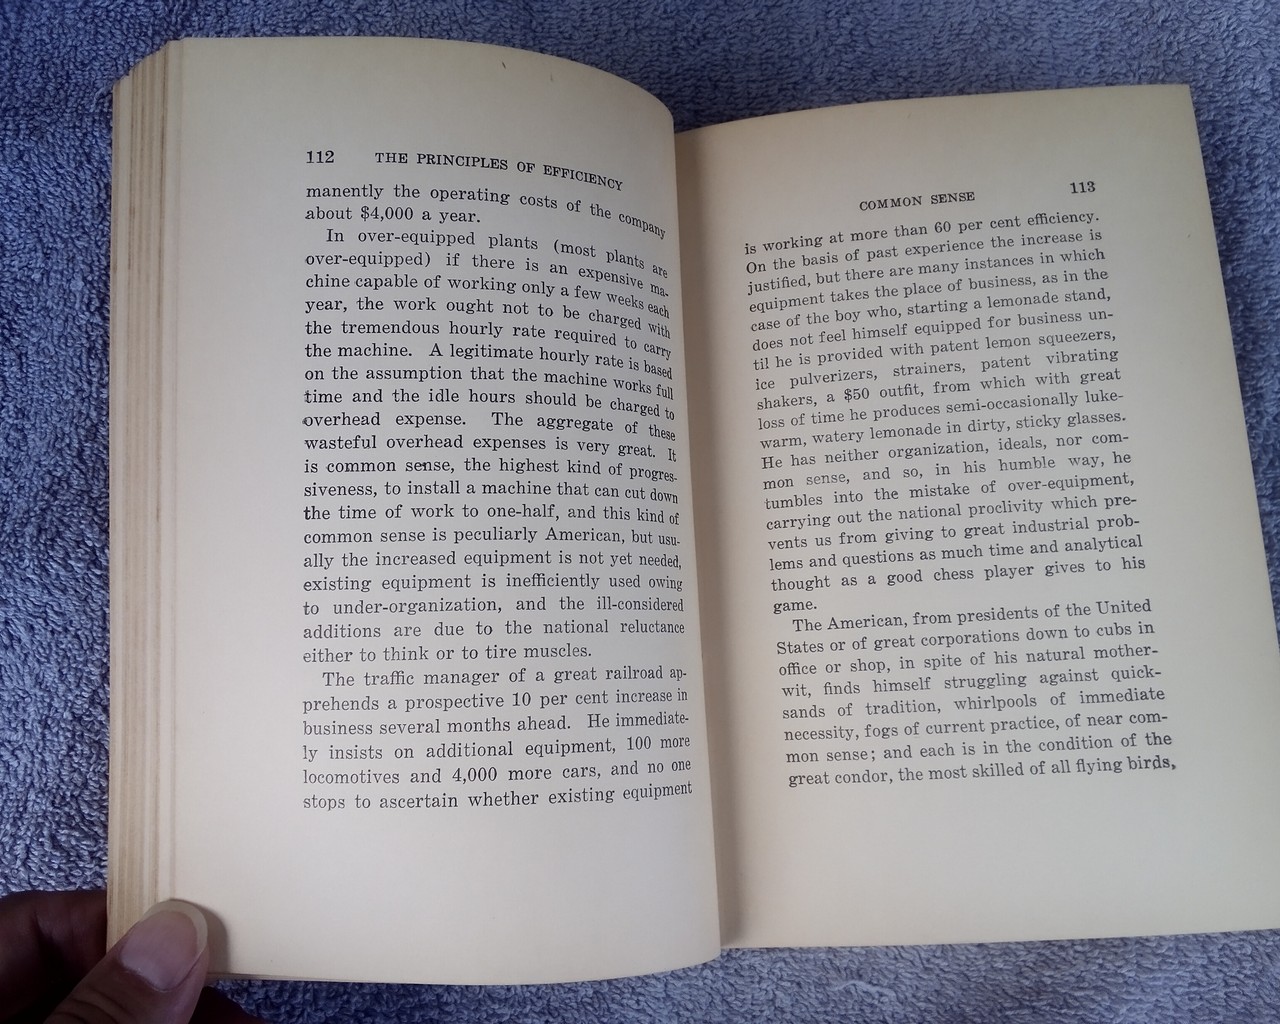 112 THE PRINCIPLES OF EFFICIENCY
manently the operating costs of the company
about $4,000 a year.
In over-equipped plants (most plants are
over-equipped) if there is an expensive ma-
chine capable of working only a few weeks each
year, the work ought not to be charged with
the tremendous hourly rate required to carry
the machine. A legitimate hourly rate is based
on the assumption that the machine works full
time and the idle hours should be charged to
overhead expense. The aggregate of these
wasteful overhead expenses is very great. It
is common sense, the highest kind of progres-
siveness, to install a machine that can cut down
the time of work to one-half, and this kind of
common sense is peculiarly American, but usu-
ally the increased equipment is not yet needed,
existing equipment is inefficiently used owing
to under-organization, and the ill-considered
additions are due to the national reluctance
either to think or to tire muscles.
The traffic manager of a great railroad ap-
prehends a prospective 10 per cent increase in
business several months ahead. He immediate-
ly insists on additional equipment, 100 more
locomotives and 4,000 more cars, and no one
stops to ascertain whether existing equipment
COMMON SENSE 113
is working at more than 60 per cent efficiency.
On the basis of past experience the increase is
justified, but there are many instances in which
equipment takes the place of business, as in the
case of the boy who, starting a lemonade stand,
does not feel himself equipped for business un-
til he is provided with patent lemon squeezers,
ice pulverizers, strainers, patent vibrating
shakers, a $50 outfit, from which with great
loss of time he produces semi-occasionally luke-
warm, watery lemonade in dirty, sticky glasses.
He has neither organization, ideals, nor com-
mon sense, and so, in his humble way, he
tumbles into the mistake of over-equipment,
carrying out the national proclivity which pre-
vents us from giving to great industrial prob-
lems and questions as much time and analytical
thought as a good chess player gives to his
game.
The American, from presidents of the United
States or of great corporations down to cubs in
office or shop, in spite of his natural mother-
wit, finds himself struggling against quick-
sands of tradition, whirlpools of immediate
necessity, fogs of current practice, of near com-
mon sense; and each is in the condition of the
great condor, the most skilled of all flying birds,